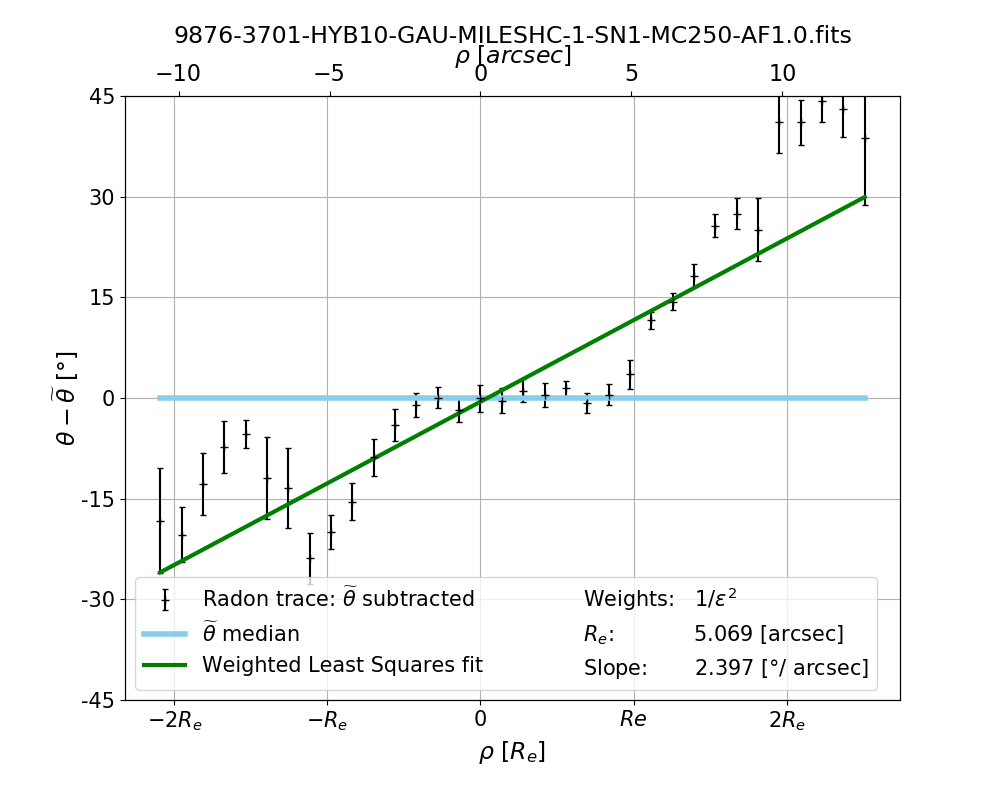 9876-3701-HYB10-GAU-MILESHC-1-SN1-MC250-AF1.0.fits
ρ [arcsec]
−10 −5 0 5 10
45
30
15
0
-15
-30
-45
θ − θ̃ [°]
Radon trace: θ̃ subtracted
θ̃ median
Weighted Least Squares fit
Weights: 1/ε²
Rₑ: 5.069 [arcsec]
Slope: 2.397 [°/ arcsec]
−2Rₑ −Rₑ 0 Re 2Rₑ
ρ [Rₑ]